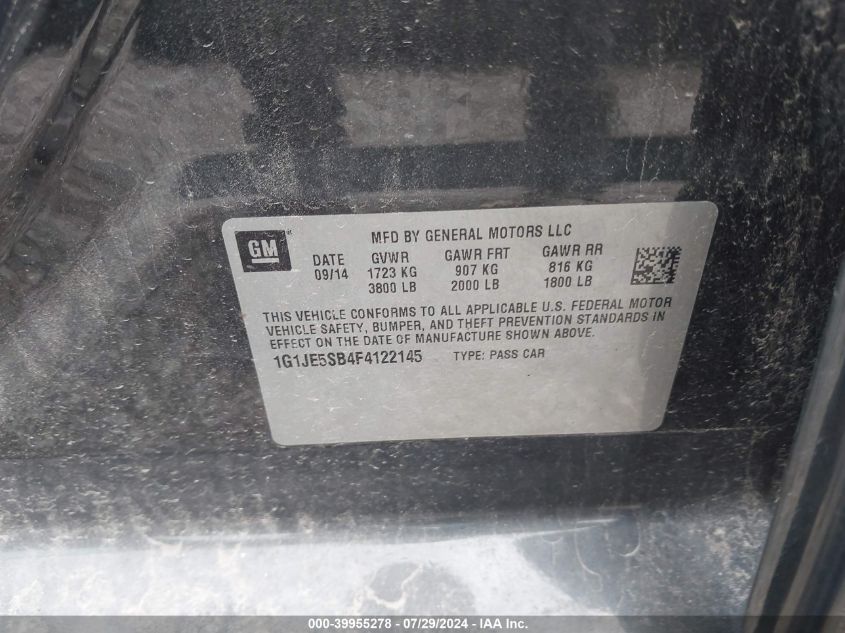 GM
MFD BY GENERAL MOTORS LLC
DATE GVWR GAWR FRT GAWR RR
09/14 1723 KG 907 KG 816 KG
3800 LB 2000 LB 1800 LB
THIS VEHICLE CONFORMS TO ALL APPLICABLE U.S. FEDERAL MOTOR
VEHICLE SAFETY, BUMPER, AND THEFT PREVENTION STANDARDS IN
EFFECT ON THE DATE OF MANUFACTURE SHOWN ABOVE.
1G1JE5SB4F4122145 TYPE: PASS CAR
000-39955278 - 07/29/2024 - IAA Inc.